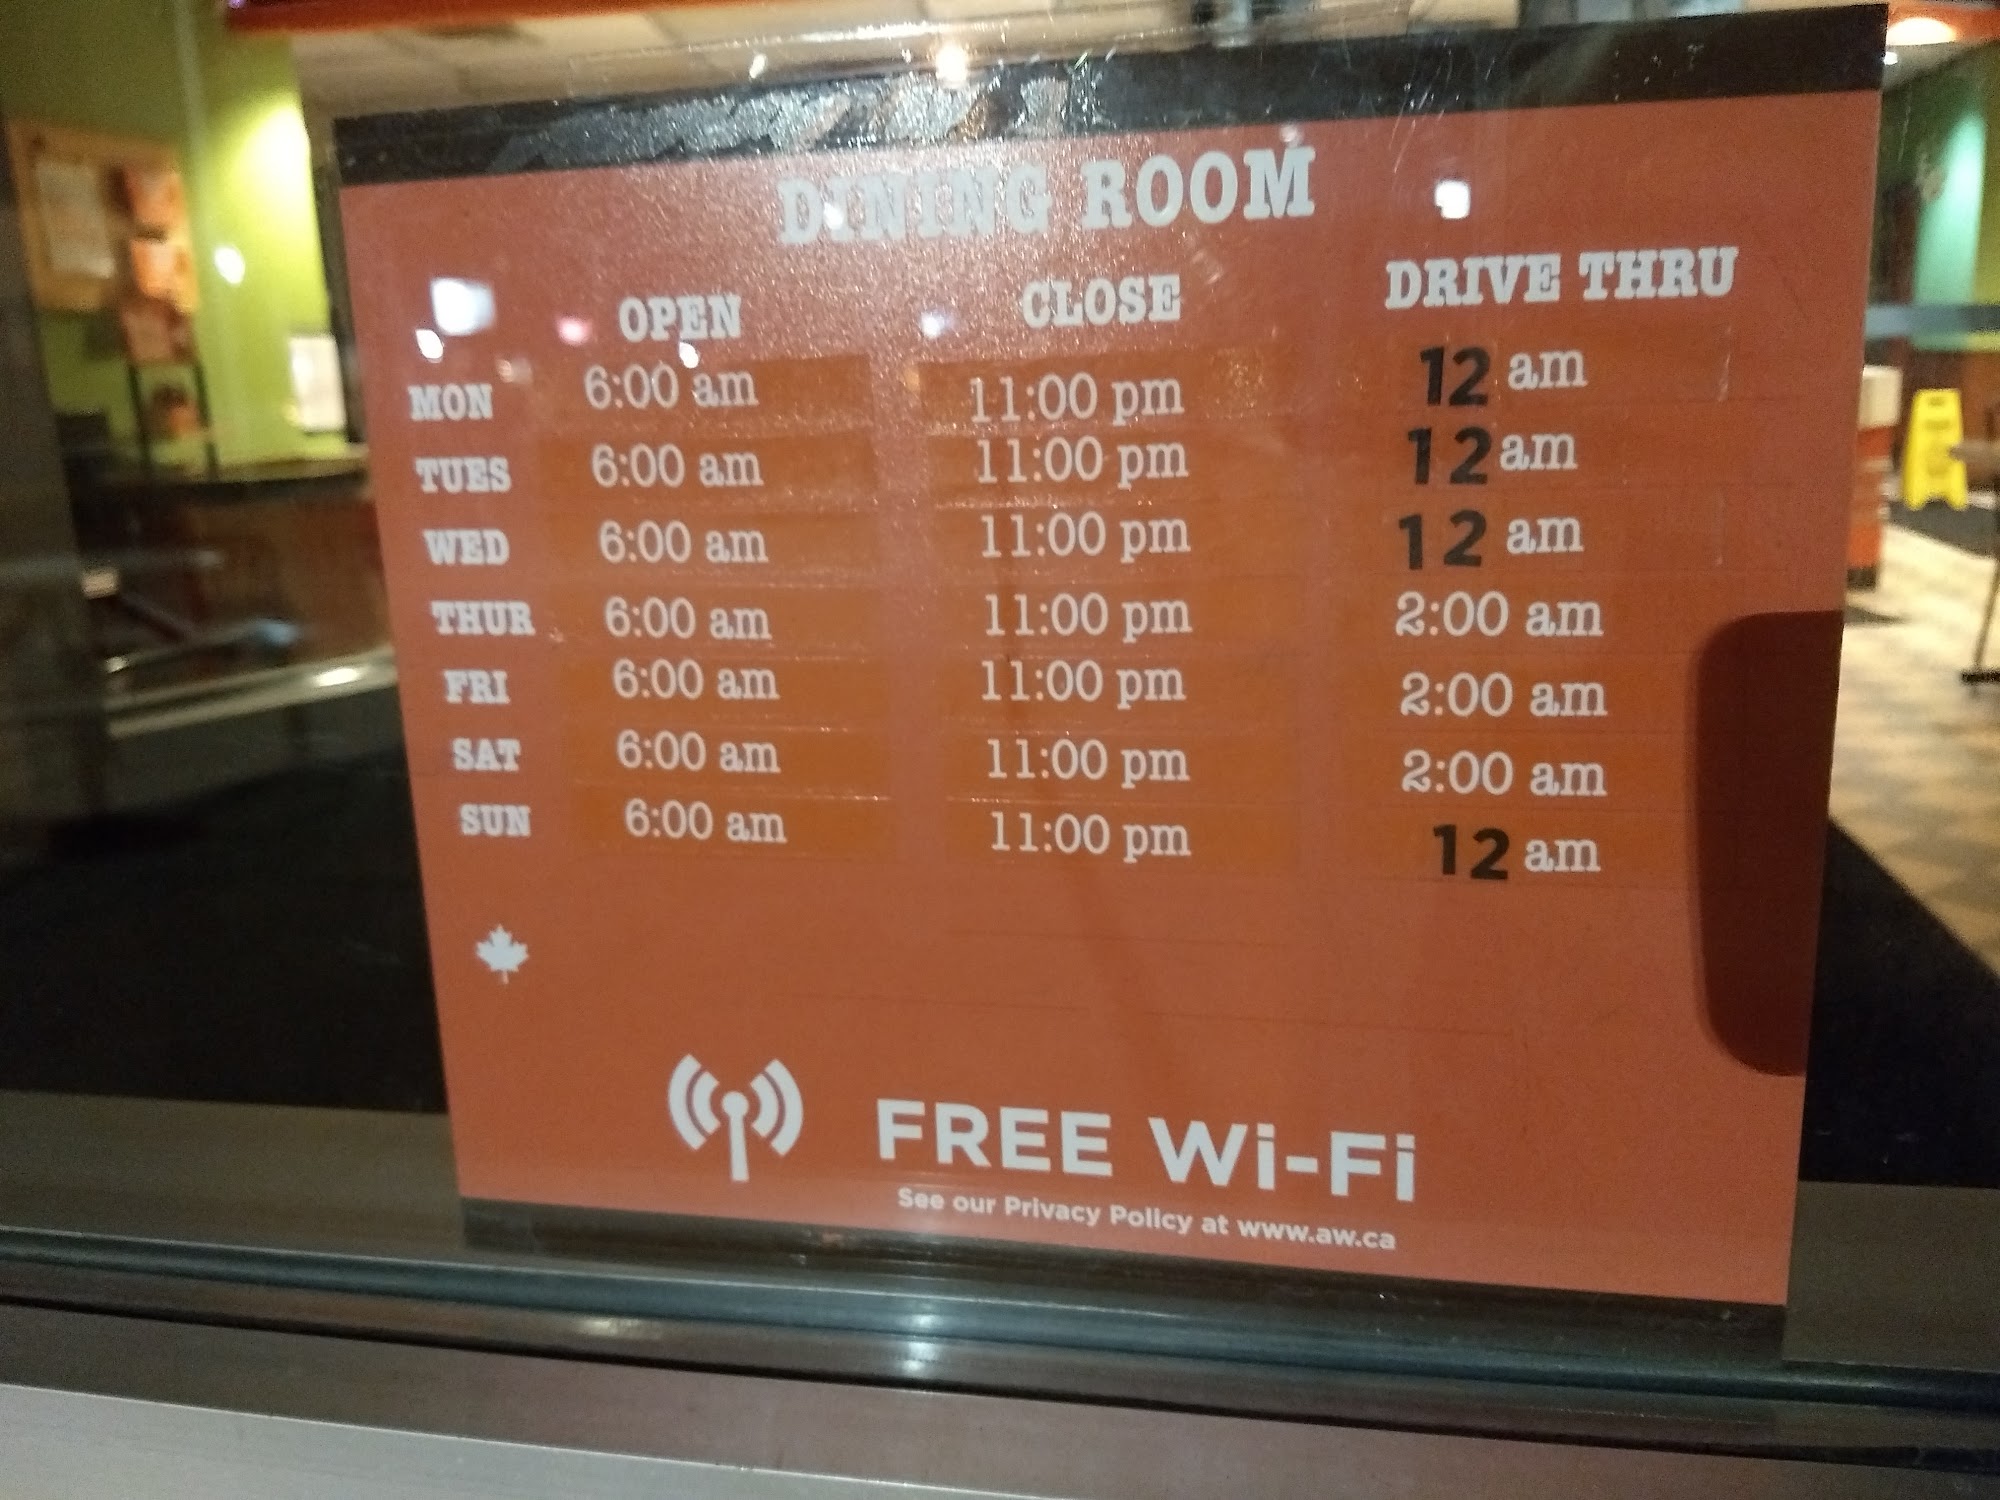 DINING ROOM
OPEN CLOSE DRIVE THRU
MON 6:00 am 11:00 pm 12 am
TUES 6:00 am 11:00 pm 12 am
WED 6:00 am 11:00 pm 12 am
THUR 6:00 am 11:00 pm 2:00 am
FRI 6:00 am 11:00 pm 2:00 am
SAT 6:00 am 11:00 pm 2:00 am
SUN 6:00 am 11:00 pm 12 am
FREE Wi-Fi
See our Privacy Policy at www.aw.ca